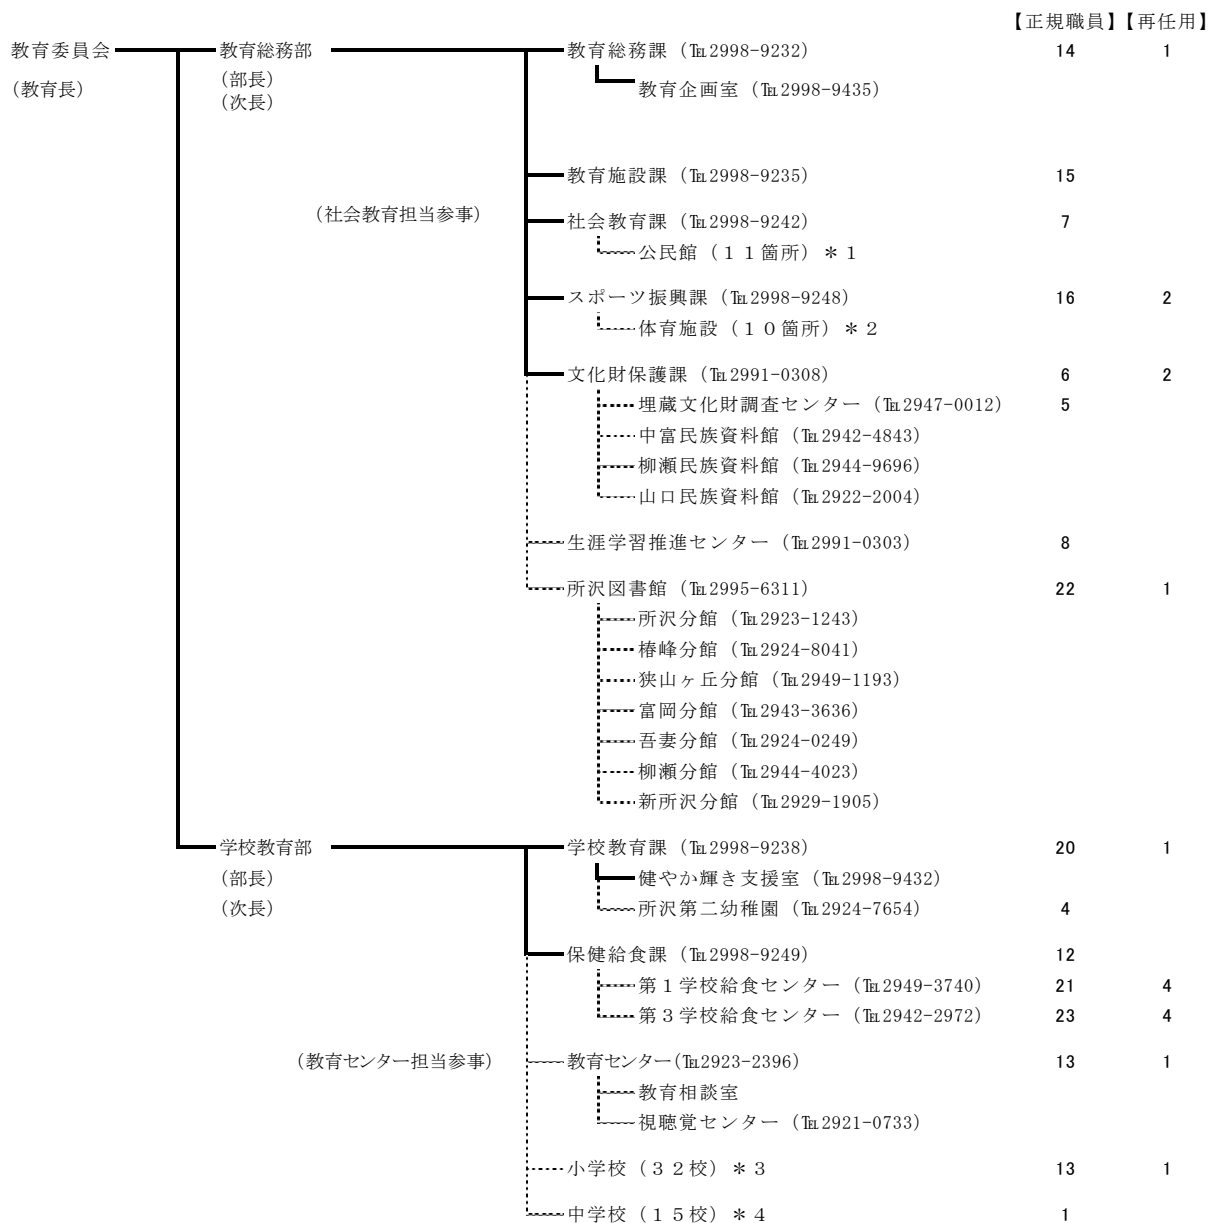 【正規職員】【再任用】
教育委員会 教育総務部 教育総務課（℡2998-9232） 14 1
（教育長） （部長） 教育企画室（℡2998-9435）
（次長）
教育施設課（℡2998-9235） 15
（社会教育担当参事） 社会教育課（℡2998-9242） 7
公民館（１１箇所）＊１
スポーツ振興課（℡2998-9248） 16 2
体育施設（１０箇所）＊２
文化財保護課（℡2991-0308） 6 2
埋蔵文化財調査センター（℡2947-0012） 5
中富民族資料館（℡2942-4843）
柳瀬民族資料館（℡2944-9696）
山口民族資料館（℡2922-2004）
生涯学習推進センター（℡2991-0303） 8
所沢図書館（℡2995-6311） 22 1
所沢分館（℡2923-1243）
椿峰分館（℡2924-8041）
狭山ヶ丘分館（℡2949-1193）
富岡分館（℡2943-3636）
吾妻分館（℡2924-0249）
柳瀬分館（℡2944-4023）
新所沢分館（℡2929-1905）
学校教育部 学校教育課（℡2998-9238） 20 1
（部長） 健やか輝き支援室（℡2998-9432）
（次長） 所沢第二幼稚園（℡2924-7654） 4
保健給食課（℡2998-9249） 12
第１学校給食センター（℡2949-3740） 21 4
第３学校給食センター（℡2942-2972） 23 4
（教育センター担当参事） 教育センター(℡2923-2396） 13 1
教育相談室
視聴覚センター（℡2921-0733）
小学校（３２校）＊３ 13 1
中学校（１５校）＊４ 1